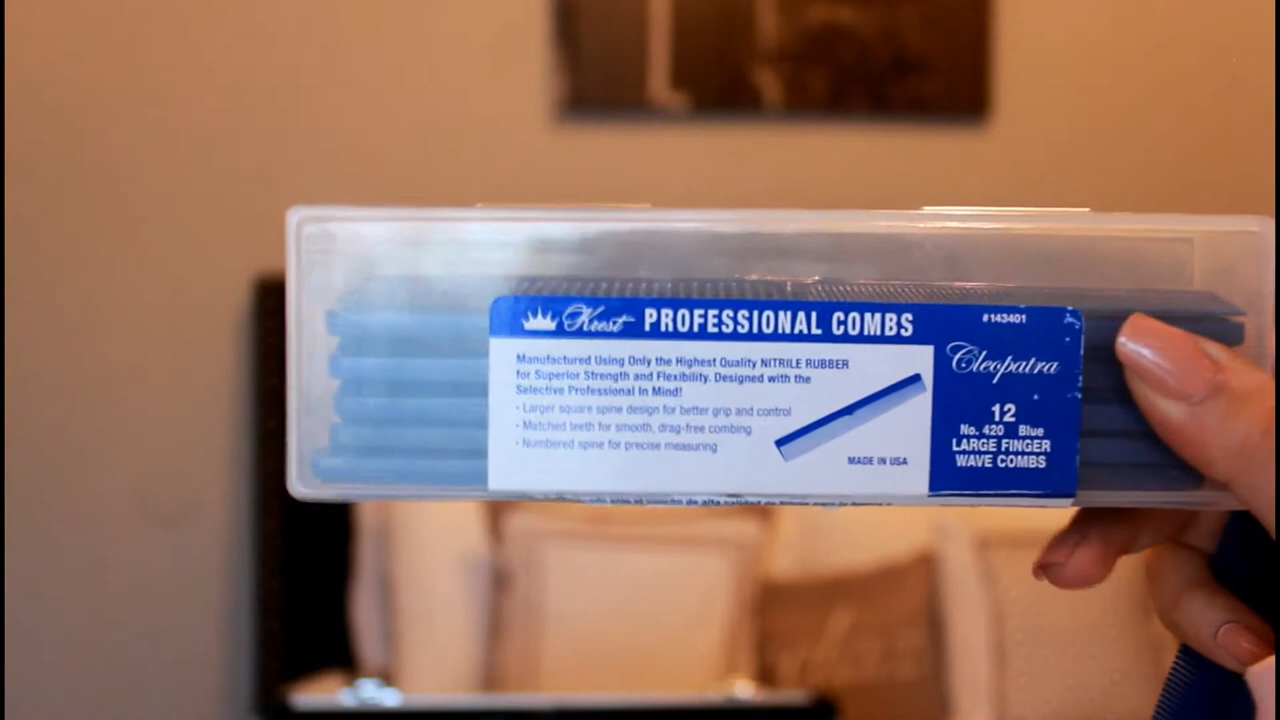 Krest PROFESSIONAL COMBS
#143401
Manufactured Using Only the Highest Quality NITRILE RUBBER
for Superior Strength and Flexibility. Designed with the
Selective Professional In Mind!
· Larger square spine design for better grip and control
· Matched teeth for smooth, drag-free combing
· Numbered spine for precise measuring
MADE IN USA
Cleopatra
12
No. 420 Blue
LARGE FINGER
WAVE COMBS